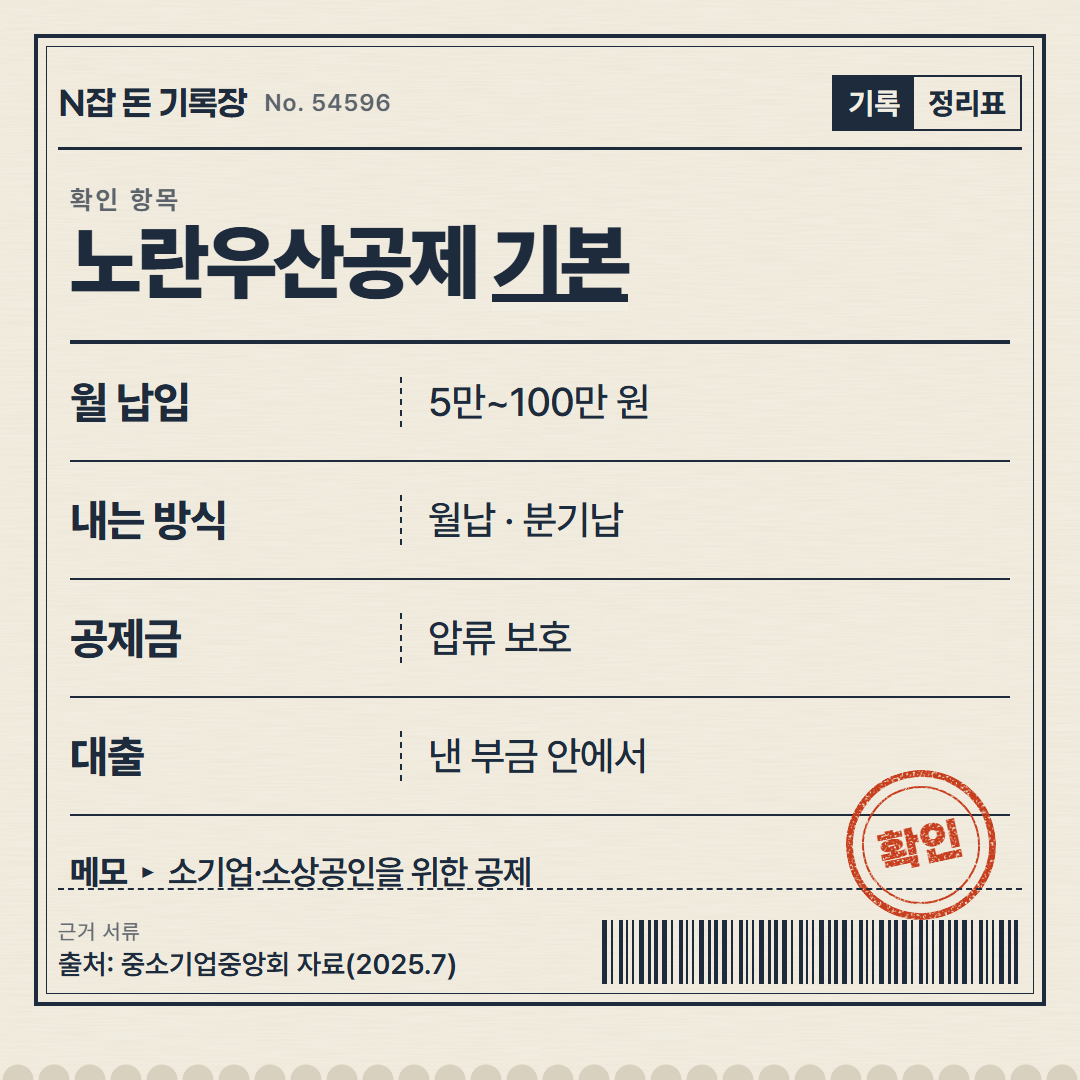 N잡 돈 기록장 No. 54596 기록 정리표
확인 항목
노란우산공제 기본
월 납입 5만~100만 원
내는 방식 월납 · 분기납
공제금 압류 보호
대출 낸 부금 안에서
확인
메모 ▸ 소기업·소상공인을 위한 공제
근거 서류
출처: 중소기업중앙회 자료(2025.7)